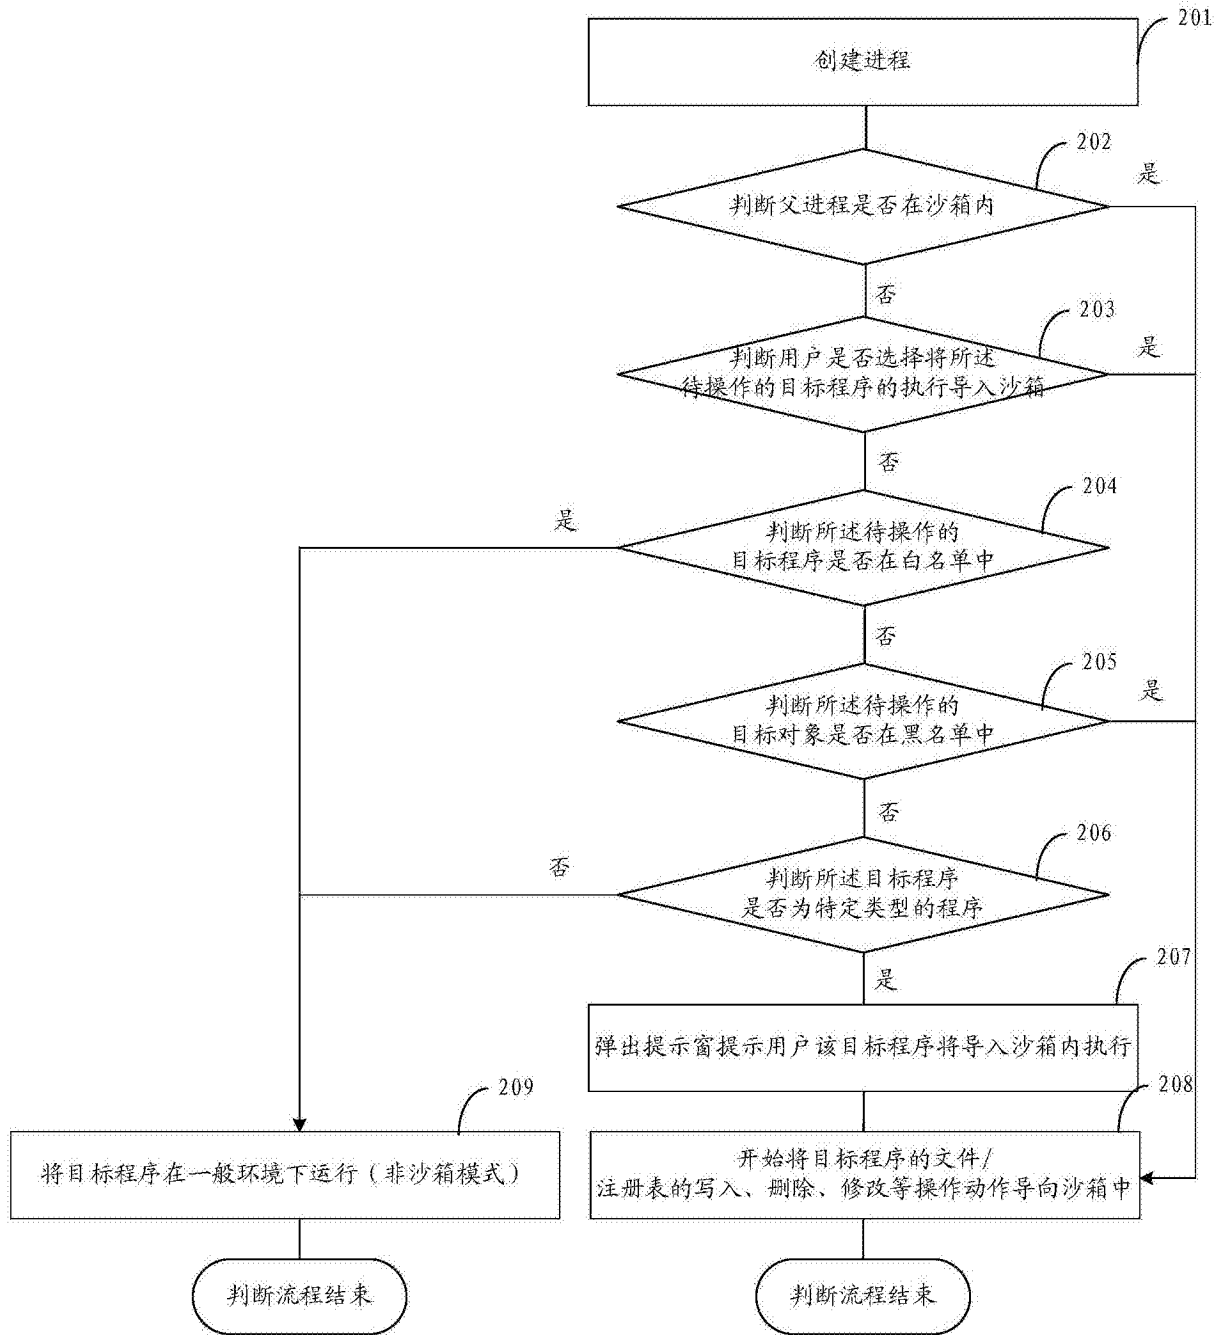 201
创建进程
202
是
判断父进程是否在沙箱内
否
203
是
判断用户是否选择将所述
待操作的目标程序的执行导入沙箱
否
204
是
判断所述待操作的
目标程序是否在白名单中
否
205
是
判断所述待操作的
目标对象是否在黑名单中
否
206
否
判断所述目标程序
是否为特定类型的程序
207
是
弹出提示窗提示用户该目标程序将导入沙箱内执行
208
209
开始将目标程序的文件/
注册表的写入、删除、修改等操作动作导向沙箱中
将目标程序在一般环境下运行(非沙箱模式)
判断流程结束
判断流程结束